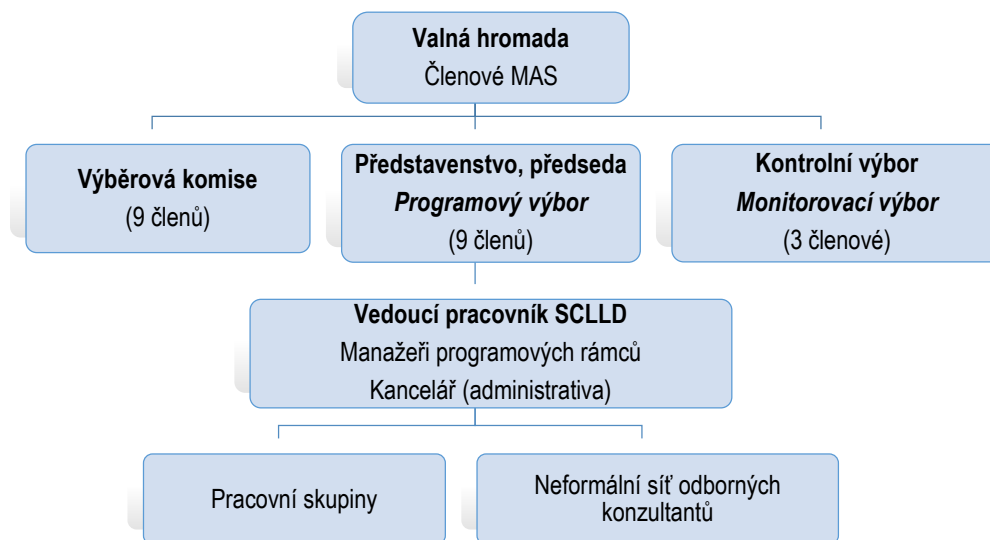 Valná hromada
Členové MAS
Výběrová komise
(9 členů)
Představenstvo, předseda
Programový výbor
(9 členů)
Kontrolní výbor
Monitorovací výbor
(3 členové)
Vedoucí pracovník SCLLD
Manažeři programových rámců
Kancelář (administrativa)
Pracovní skupiny
Neformální síť odborných
konzultantů